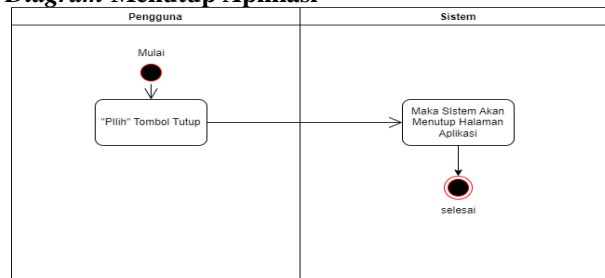 Diagram Menutup Aplikasi
Pengguna
Sistem
Mulai
"PIlih" Tombol Tutup
Maka SIstem Akan
Menutup Halaman
Aplikasi
selesai